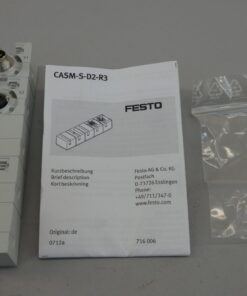 CASM-S-D2-R3
FESTO
Kurzbeschreibung
Brief description
Kortbeskrivning
Festo AG & Co. KG
Postfach
D-73726 Esslingen
Phone:
+49/711/347-0
www.festo.com
Original: de
0712a
716 006